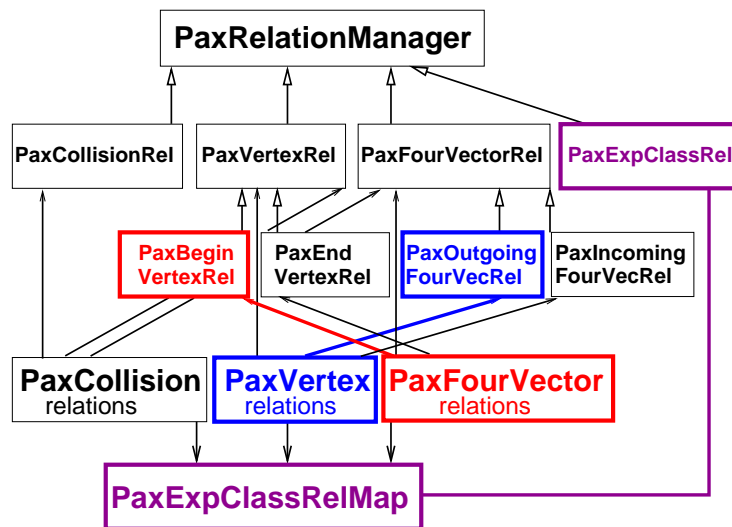 PaxRelationManager
PaxCollisionRel
PaxVertexRel
PaxFourVectorRel
PaxExpClassRel
PaxBegin
VertexRel
PaxEnd
VertexRel
PaxOutgoing
FourVecRel
PaxIncoming
FourVecRel
PaxCollision
relations
PaxVertex
relations
PaxFourVector
relations
PaxExpClassRelMap